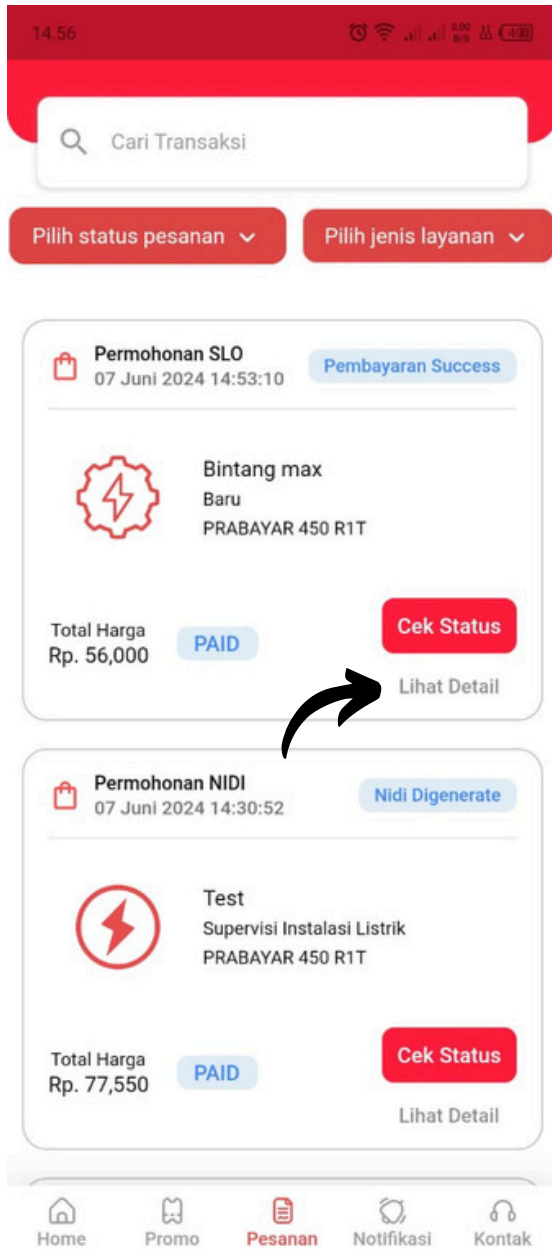 14.56
0,00
B/S
40
Cari Transaksi
Pilih status pesanan
Pilih jenis layanan
Permohonan SLO
07 Juni 2024 14:53:10
Pembayaran Success
Bintang max
Baru
PRABAYAR 450 R1T
Total Harga
Rp. 56,000
PAID
Cek Status
Lihat Detail
Permohonan NIDI
07 Juni 2024 14:30:52
Nidi Digenerate
Test
Supervisi Instalasi Listrik
PRABAYAR 450 R1T
Total Harga
Rp. 77,550
PAID
Cek Status
Lihat Detail
Home
Promo
Pesanan
Notifikasi
Kontak